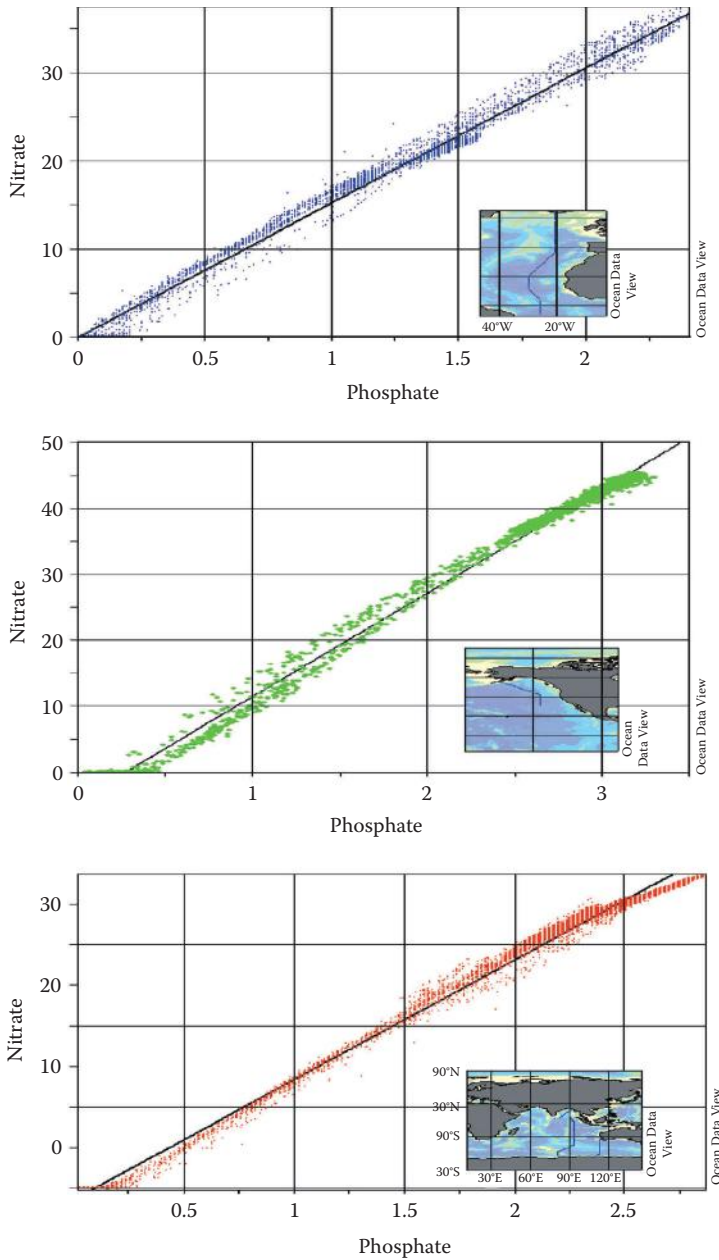 30
20
10
0
Nitrate
0
0.5
1
1.5
2
Phosphate
40°W
20°W
Ocean Data
View
Ocean Data View
50
40
30
20
10
0
Nitrate
0
1
2
3
Phosphate
Ocean
Data View
Ocean Data View
30
20
10
0
Nitrate
0.5
1.0
1.5
2
2.5
Phosphate
90°N
30°N
90°S
30°S
30°E
60°E
90°E
120°E
Ocean Data
View
Ocean Data View